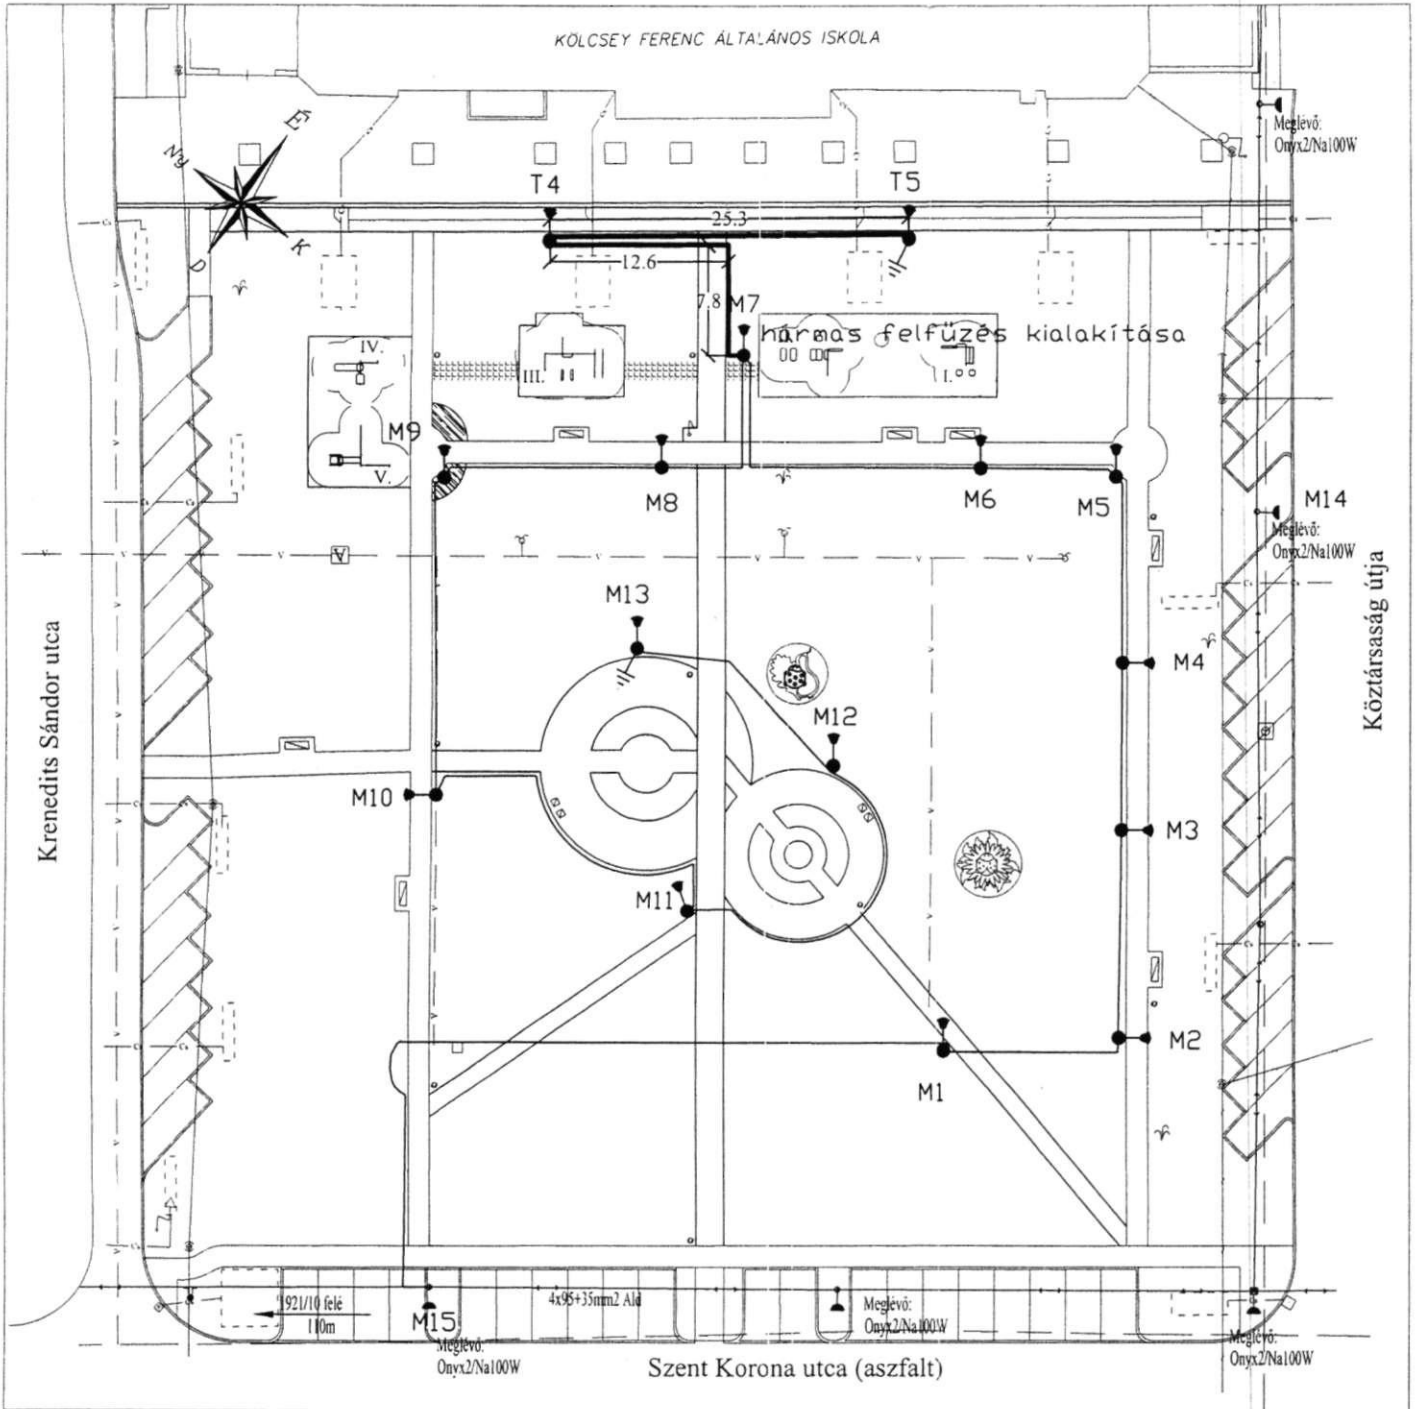 KÖLCSEY FERENC ÁLTALÁNOS ISKOLA
Meglévő:
Onyx2/Na100W
É
Ny
K
D
T4
T5
25.3
12.6
7.8
M7
hármas felfűzés kialakítása
IV.
III.
I.
V.
M9
M8
M6
M5
M14
Meglévő:
Onyx2/Na100W
M13
M4
M12
Krenedits Sándor utca
Köztársaság útja
M10
M3
M11
M2
M1
1921/10 felé
110m
M15
4x95+35mm2 Alé
Meglévő:
Onyx2/Na100W
Meglévő:
Onyx2/Na100W
Meglévő:
Onyx2/Na100W
Szent Korona utca (aszfalt)